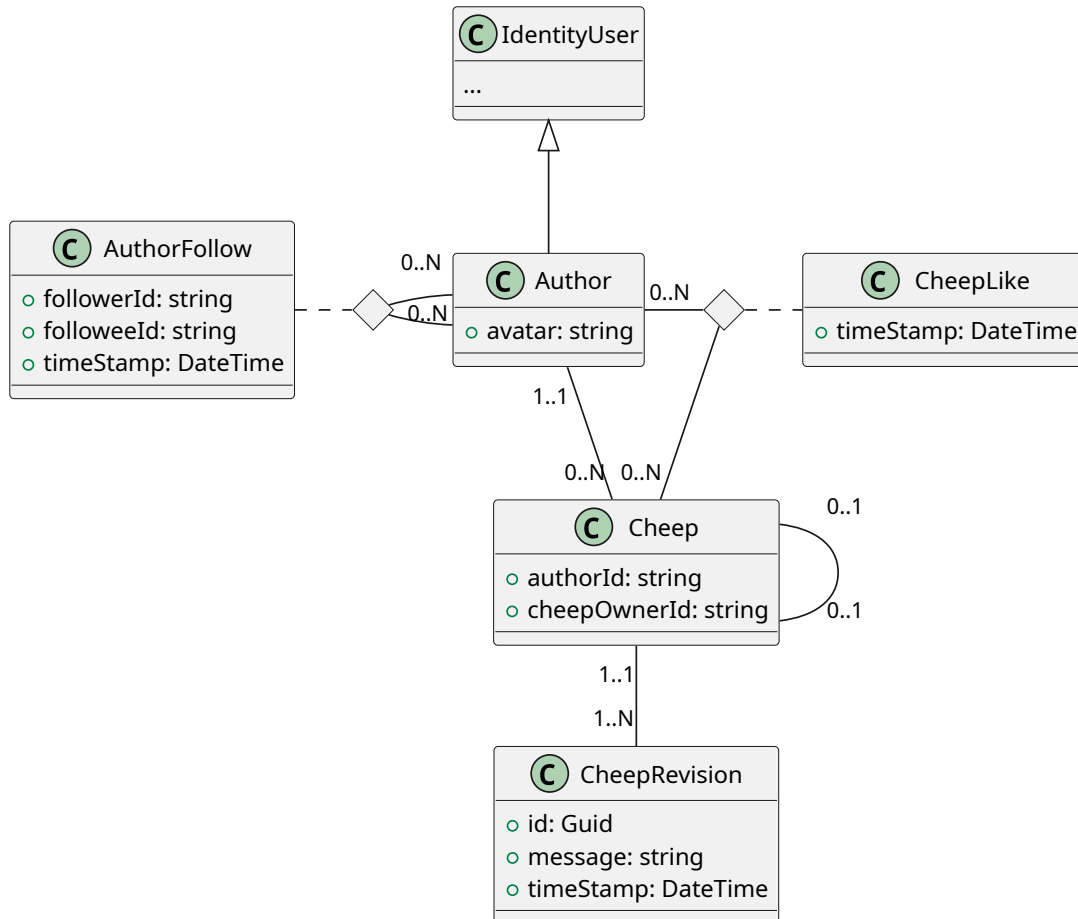 C IdentityUser
...
C AuthorFollow
followerId: string
followeeId: string
timeStamp: DateTime
0..N
0..N
C Author
avatar: string
0..N
C CheepLike
timeStamp: DateTime
1..1
0..N
0..N
C Cheep
authorId: string
cheepOwnerId: string
0..1
0..1
1..1
1..N
C CheepRevision
id: Guid
message: string
timeStamp: DateTime